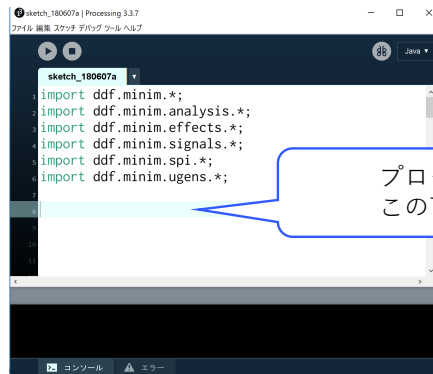 sketch_180607a | Processing 3.3.7
ファイル 編集 スケッチ デバッグ ツール ヘルプ
Java ▼
sketch_180607a ▼
1 import ddf.minim.*;
2 import ddf.minim.analysis.*;
3 import ddf.minim.effects.*;
4 import ddf.minim.signals.*;
5 import ddf.minim.spi.*;
6 import ddf.minim.ugens.*;
7
8
9
10
11
プロ
この
コンソール エラー